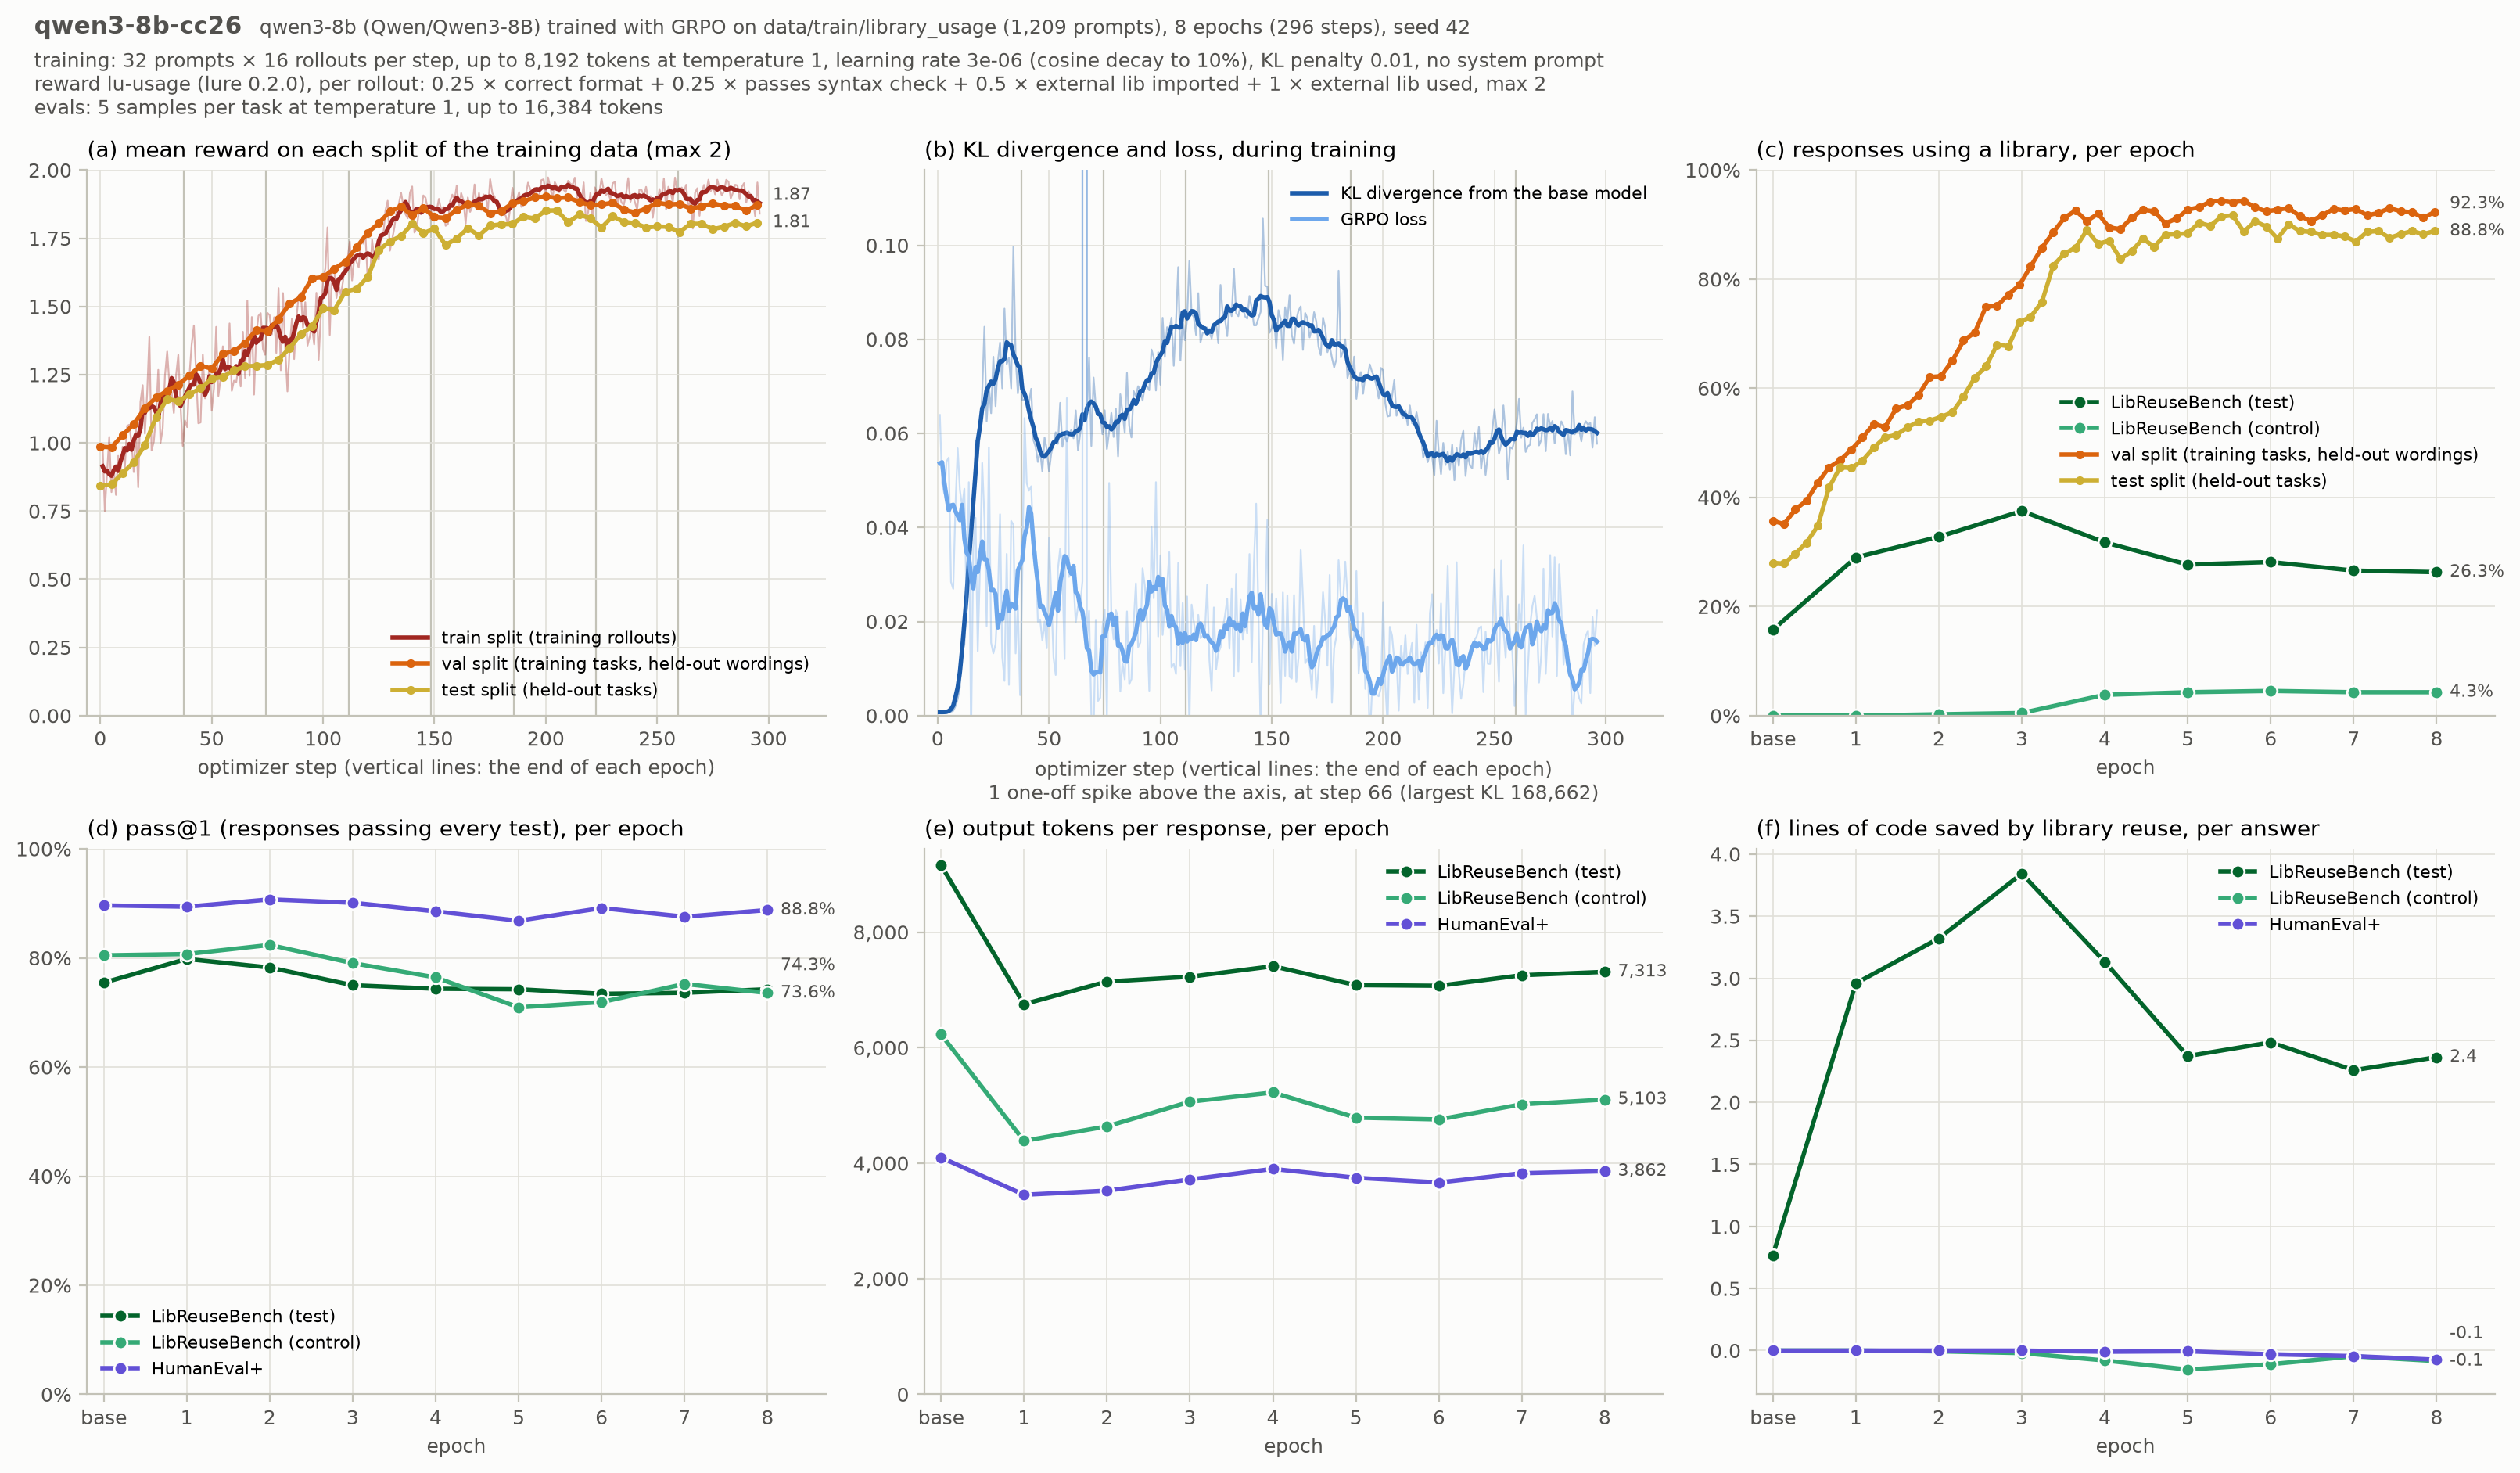 qwen3-8b-cc26 qwen3-8b (Qwen/Qwen3-8B) trained with GRPO on data/train/library_usage (1,209 prompts), 8 epochs (296 steps), seed 42
training: 32 prompts × 16 rollouts per step, up to 8,192 tokens at temperature 1, learning rate 3e-06 (cosine decay to 10%), KL penalty 0.01, no system prompt
reward lu-usage (lure 0.2.0), per rollout: 0.25 × correct format + 0.25 × passes syntax check + 0.5 × external lib imported + 1 × external lib used, max 2
evals: 5 samples per task at temperature 1, up to 16,384 tokens
(a) mean reward on each split of the training data (max 2)
2.00
1.75
1.50
1.25
1.00
0.75
0.50
0.25
0.00
1.87
1.81
train split (training rollouts)
val split (training tasks, held-out wordings)
test split (held-out tasks)
0 50 100 150 200 250 300
optimizer step (vertical lines: the end of each epoch)
(b) KL divergence and loss, during training
KL divergence from the base model
GRPO loss
0.10
0.08
0.06
0.04
0.02
0.00
0 50 100 150 200 250 300
optimizer step (vertical lines: the end of each epoch)
1 one-off spike above the axis, at step 66 (largest KL 168,662)
(c) responses using a library, per epoch
100%
80%
60%
40%
20%
0%
92.3%
88.8%
LibReuseBench (test)
LibReuseBench (control)
val split (training tasks, held-out wordings)
test split (held-out tasks)
26.3%
4.3%
base 1 2 3 4 5 6 7 8
epoch
(d) pass@1 (responses passing every test), per epoch
100%
80%
60%
40%
20%
0%
88.8%
74.3%
73.6%
LibReuseBench (test)
LibReuseBench (control)
HumanEval+
base 1 2 3 4 5 6 7 8
epoch
(e) output tokens per response, per epoch
LibReuseBench (test)
LibReuseBench (control)
HumanEval+
8,000
6,000
4,000
2,000
0
7,313
5,103
3,862
base 1 2 3 4 5 6 7 8
epoch
(f) lines of code saved by library reuse, per answer
4.0
3.5
3.0
2.5
2.0
1.5
1.0
0.5
0.0
LibReuseBench (test)
LibReuseBench (control)
HumanEval+
2.4
-0.1
-0.1
base 1 2 3 4 5 6 7 8
epoch